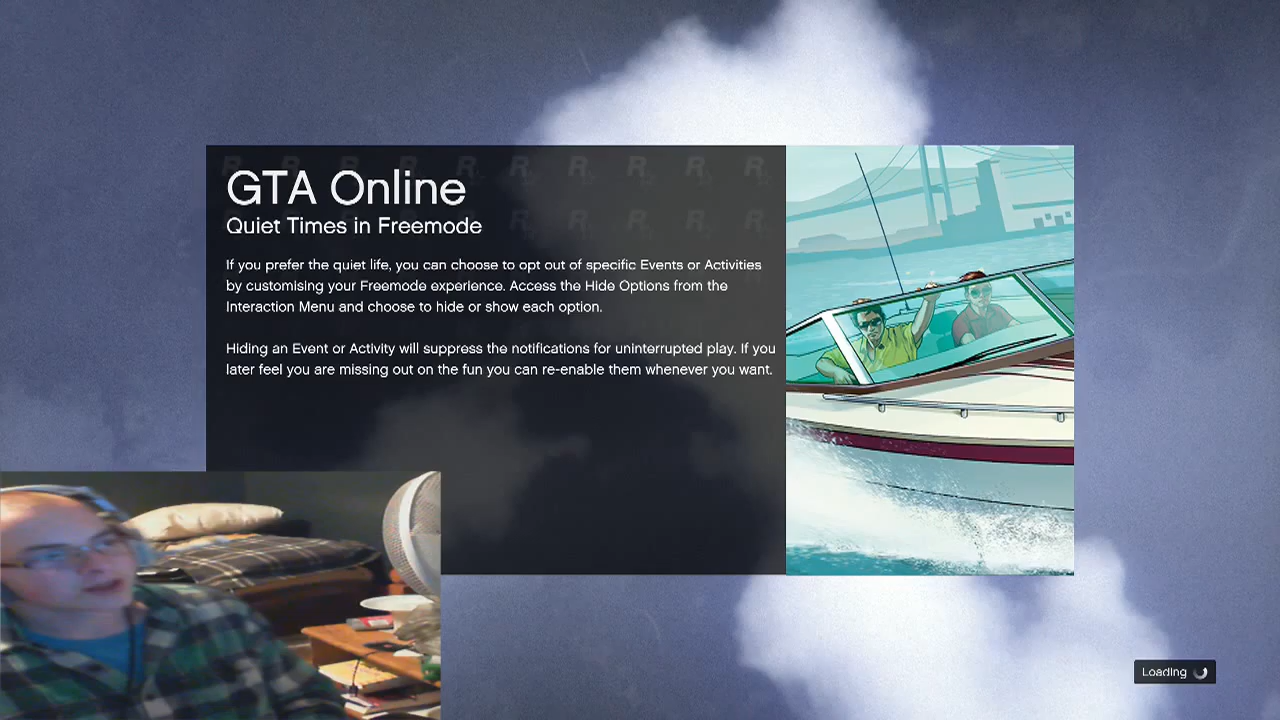 GTA Online
Quiet Times in Freemode
If you prefer the quiet life, you can choose to opt out of specific Events or Activities
by customising your Freemode experience. Access the Hide Options from the
Interaction Menu and choose to hide or show each option.
Hiding an Event or Activity will suppress the notifications for uninterrupted play. If you
later feel you are missing out on the fun you can re-enable them whenever you want.
Loading